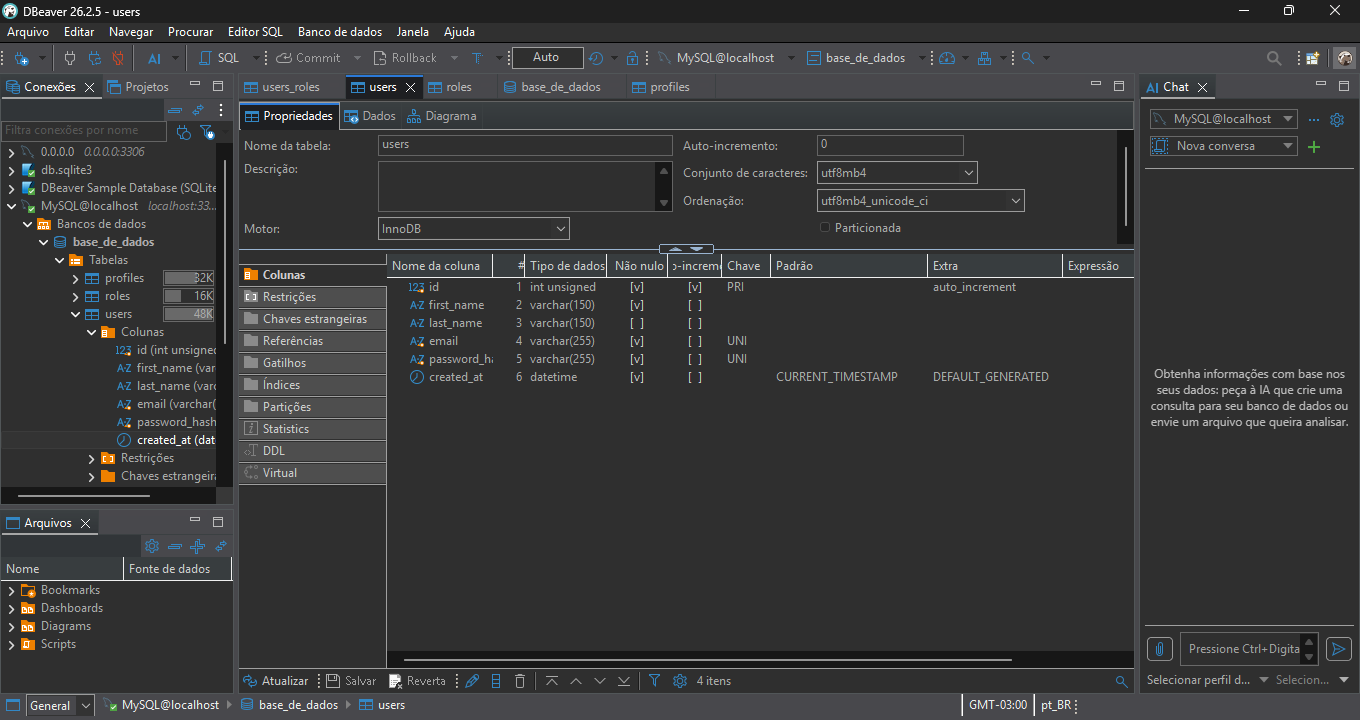 DBeaver 26.2.5 - users
Arquivo Editar Navegar Procurar Editor SQL Banco de dados Janela Ajuda
AI SQL Commit Rollback T Auto MySQL@localhost base_de_dados
Conexões Projetos
users_roles users roles base_de_dados profiles
AI Chat
Filtra conexões por nome
0.0.0.0 0.0.0.0:3306
db.sqlite3
DBeaver Sample Database (SQLite
MySQL@localhost localhost:33...
Bancos de dados
base_de_dados
Tabelas
profiles 32K
roles 16K
users 48K
Colunas
123 id (int unsigned
A-Z first_name (var
A-Z last_name (varc
A-Z email (varchar(
A-Z password_hash
created_at (dat
Restrições
Chaves estrangeira
Arquivos
Nome Fonte de dados
Bookmarks
Dashboards
Diagrams
Scripts
Propriedades Dados Diagrama
Nome da tabela: users
Descrição:
Motor: InnoDB
Auto-incremento: 0
Conjunto de caracteres: utf8mb4
Ordenação: utf8mb4_unicode_ci
Particionada
Colunas
Restrições
Chaves estrangeiras
Referências
Gatilhos
Índices
Partições
Statistics
DDL
Virtual
Nome da coluna # Tipo de dados Não nulo o-increm Chave Padrão Extra Expressão
123 id 1 int unsigned [v] [v] PRI auto_increment
A-Z first_name 2 varchar(150) [v] [ ]
A-Z last_name 3 varchar(150) [ ] [ ]
A-Z email 4 varchar(255) [v] [ ] UNI
A-Z password_ha 5 varchar(255) [v] [ ] UNI
created_at 6 datetime [v] [ ] CURRENT_TIMESTAMP DEFAULT_GENERATED
Atualizar Salvar Reverta 4 itens
MySQL@localhost ...
Nova conversa
Obtenha informações com base nos
seus dados: peça à IA que crie uma
consulta para seu banco de dados ou
envie um arquivo que queira analisar.
Pressione Ctrl+Digita
Selecionar perfil d... Selecion...
General MySQL@localhost base_de_dados users
GMT-03:00 pt_BR